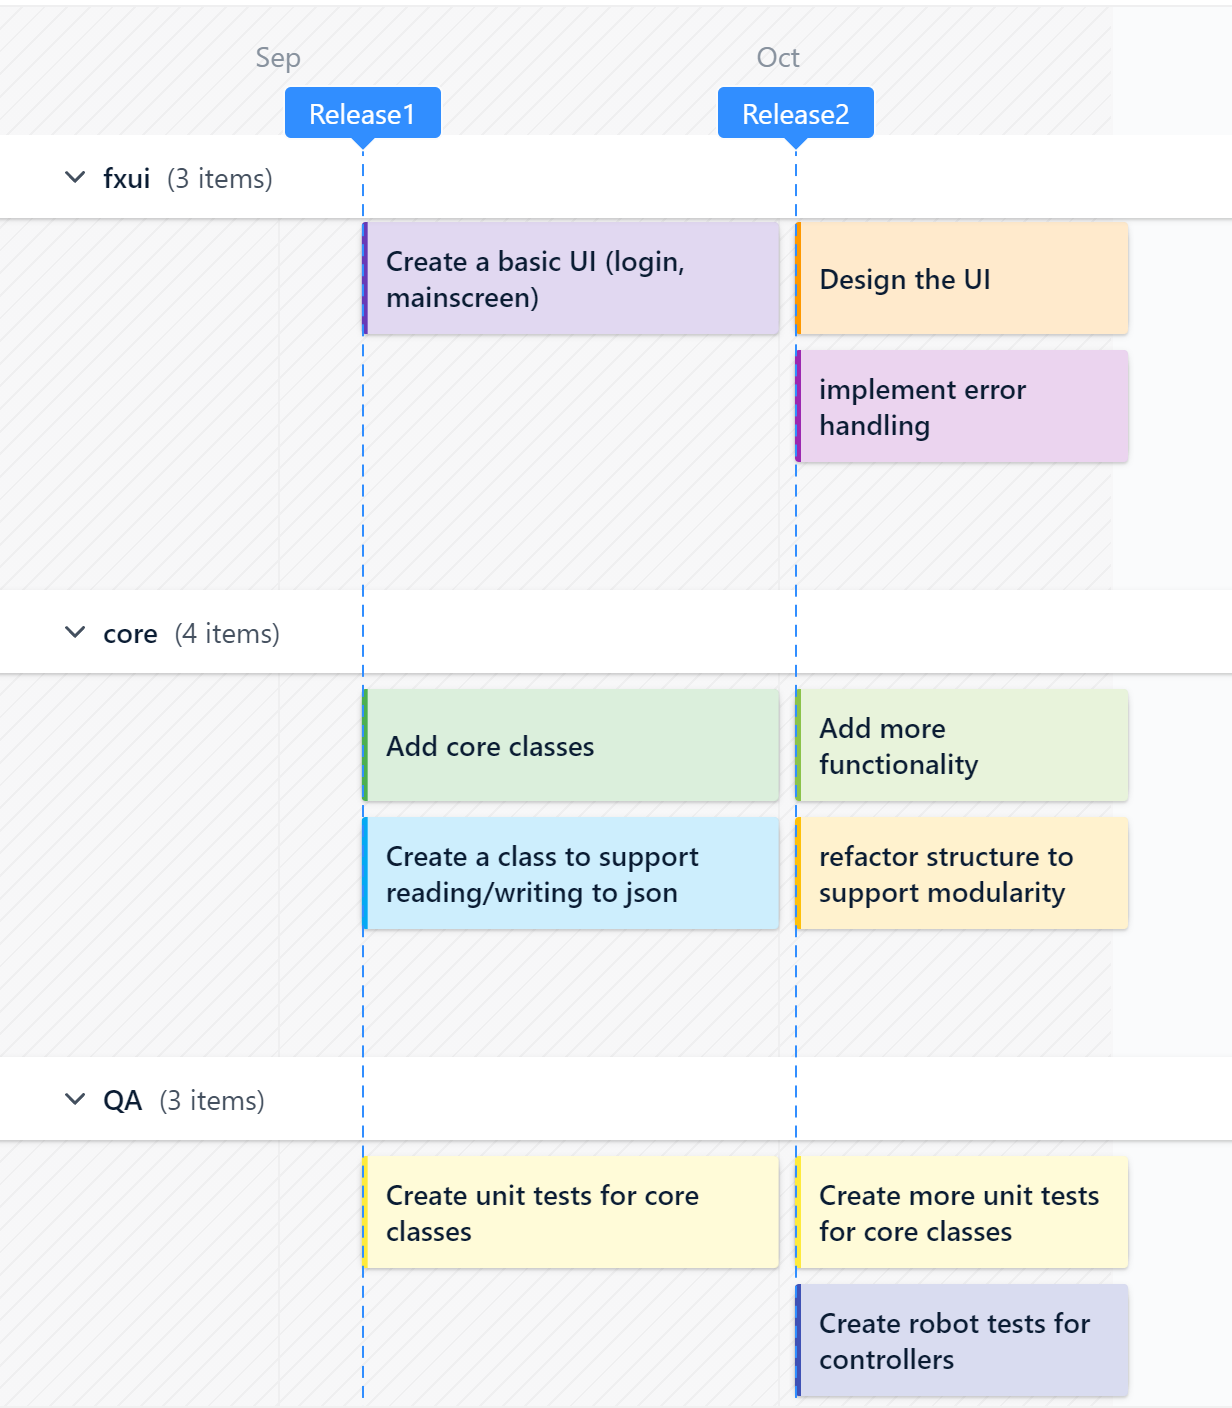 Sep
Oct
Release1
Release2
fxui (3 items)
Create a basic UI (login,
mainscreen)
Design the UI
implement error
handling
core (4 items)
Add core classes
Add more
functionality
Create a class to support
reading/writing to json
refactor structure to
support modularity
QA (3 items)
Create unit tests for core
classes
Create more unit tests
for core classes
Create robot tests for
controllers